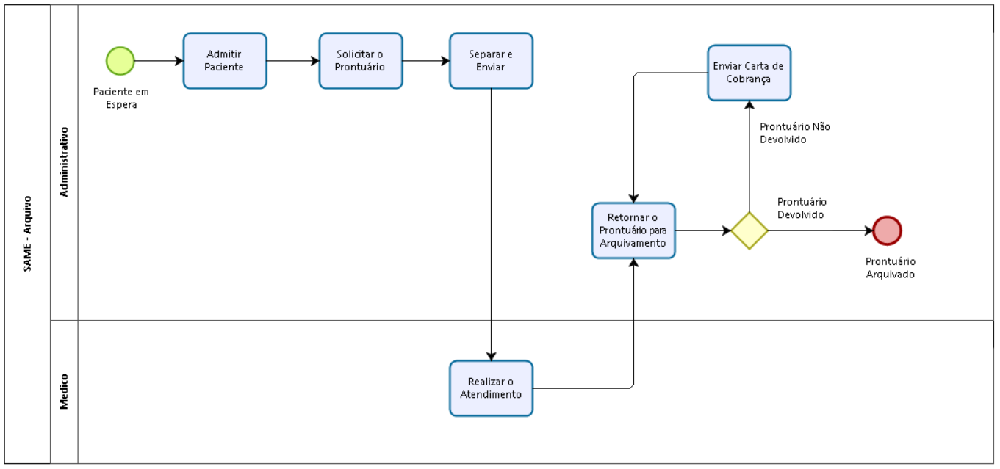 SAME - Arquivo
Administrativo
Paciente em
Espera
Admitir
Paciente
Solicitar o
Prontuário
Separar e
Enviar
Enviar Carta de
Cobrança
Prontuário Não
Devolvido
Retornar o
Prontuário para
Arquivamento
Prontuário
Devolvido
Prontuário
Arquivado
Medico
Realizar o
Atendimento